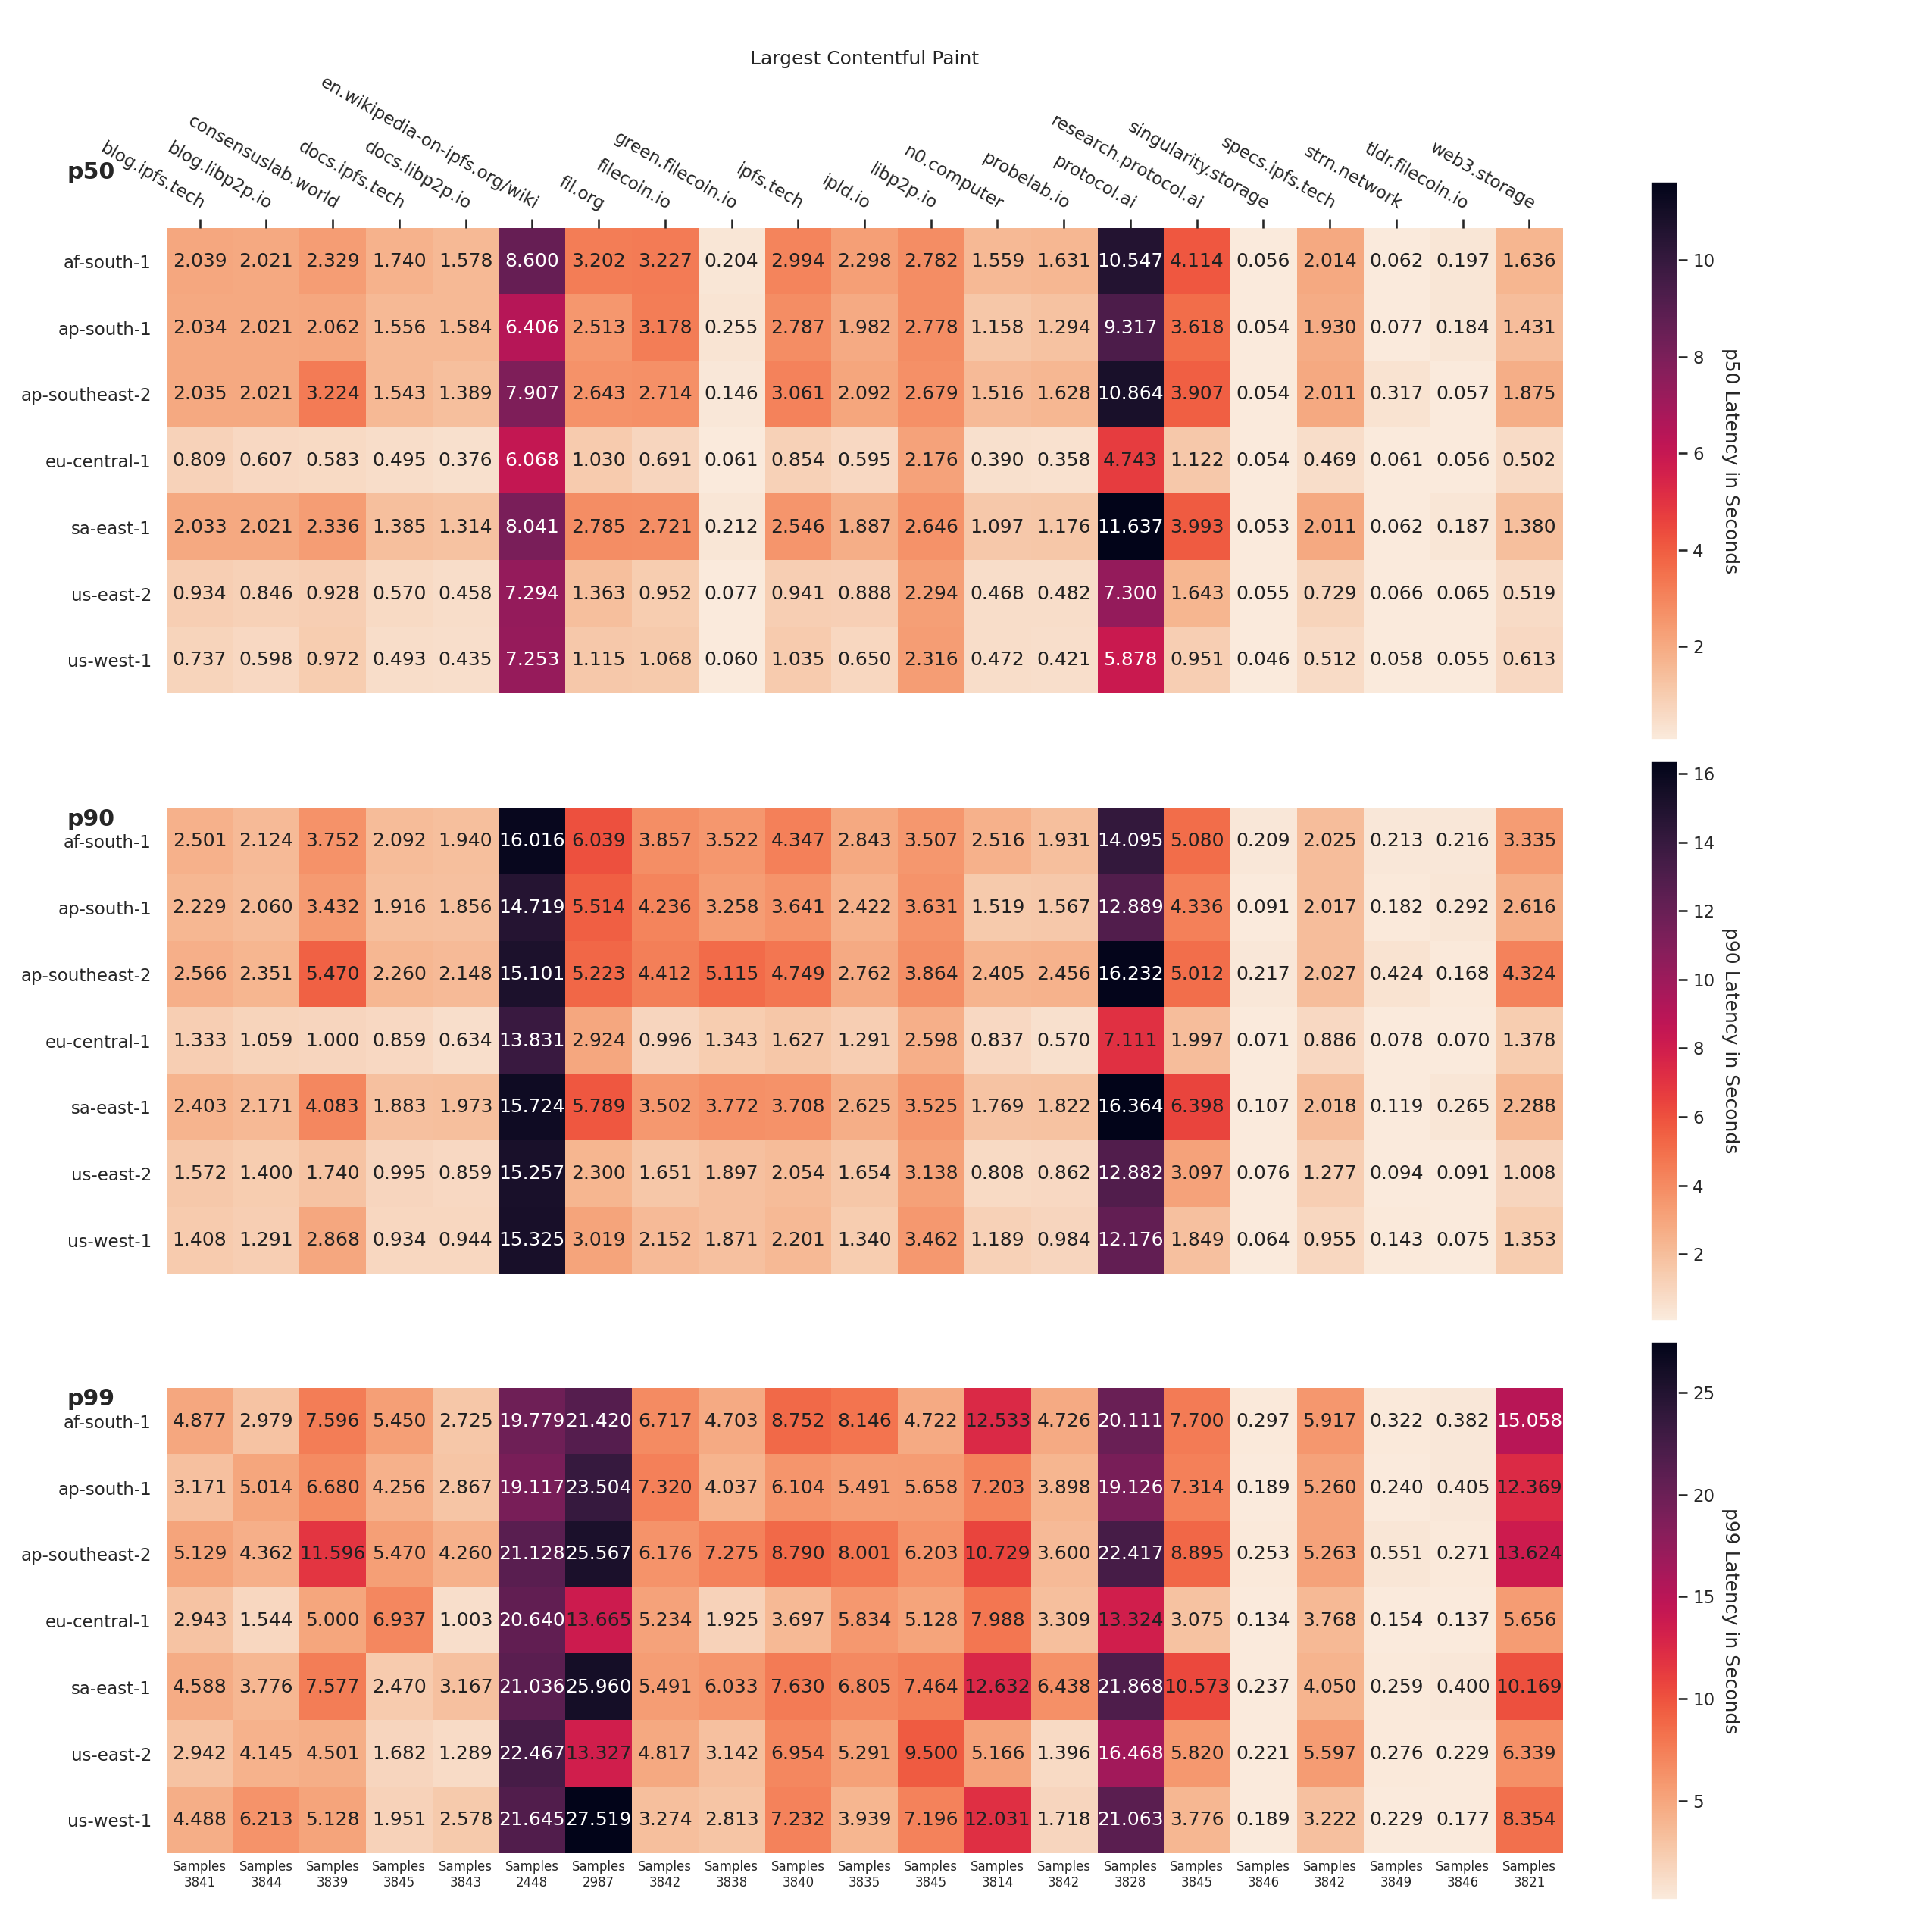 Largest Contentful Paint
p50
blog.ipfs.tech
blog.libp2p.io
consensuslab.world
docs.ipfs.tech
docs.libp2p.io
en.wikipedia-on-ipfs.org/wiki
fil.org
filecoin.io
green.filecoin.io
ipfs.tech
ipld.io
libp2p.io
n0.computer
probelab.io
protocol.ai
research.protocol.ai
singularity.storage
specs.ipfs.tech
strn.network
tldr.filecoin.io
web3.storage
af-south-1 2.039 2.021 2.329 1.740 1.578 8.600 3.202 3.227 0.204 2.994 2.298 2.782 1.559 1.631 10.547 4.114 0.056 2.014 0.062 0.197 1.636
ap-south-1 2.034 2.021 2.062 1.556 1.584 6.406 2.513 3.178 0.255 2.787 1.982 2.778 1.158 1.294 9.317 3.618 0.054 1.930 0.077 0.184 1.431
ap-southeast-2 2.035 2.021 3.224 1.543 1.389 7.907 2.643 2.714 0.146 3.061 2.092 2.679 1.516 1.628 10.864 3.907 0.054 2.011 0.317 0.057 1.875
eu-central-1 0.809 0.607 0.583 0.495 0.376 6.068 1.030 0.691 0.061 0.854 0.595 2.176 0.390 0.358 4.743 1.122 0.054 0.469 0.061 0.056 0.502
sa-east-1 2.033 2.021 2.336 1.385 1.314 8.041 2.785 2.721 0.212 2.546 1.887 2.646 1.097 1.176 11.637 3.993 0.053 2.011 0.062 0.187 1.380
us-east-2 0.934 0.846 0.928 0.570 0.458 7.294 1.363 0.952 0.077 0.941 0.888 2.294 0.468 0.482 7.300 1.643 0.055 0.729 0.066 0.065 0.519
us-west-1 0.737 0.598 0.972 0.493 0.435 7.253 1.115 1.068 0.060 1.035 0.650 2.316 0.472 0.421 5.878 0.951 0.046 0.512 0.058 0.055 0.613
10
8
6
4
2
p50 Latency in Seconds
p90
af-south-1 2.501 2.124 3.752 2.092 1.940 16.016 6.039 3.857 3.522 4.347 2.843 3.507 2.516 1.931 14.095 5.080 0.209 2.025 0.213 0.216 3.335
ap-south-1 2.229 2.060 3.432 1.916 1.856 14.719 5.514 4.236 3.258 3.641 2.422 3.631 1.519 1.567 12.889 4.336 0.091 2.017 0.182 0.292 2.616
ap-southeast-2 2.566 2.351 5.470 2.260 2.148 15.101 5.223 4.412 5.115 4.749 2.762 3.864 2.405 2.456 16.232 5.012 0.217 2.027 0.424 0.168 4.324
eu-central-1 1.333 1.059 1.000 0.859 0.634 13.831 2.924 0.996 1.343 1.627 1.291 2.598 0.837 0.570 7.111 1.997 0.071 0.886 0.078 0.070 1.378
sa-east-1 2.403 2.171 4.083 1.883 1.973 15.724 5.789 3.502 3.772 3.708 2.625 3.525 1.769 1.822 16.364 6.398 0.107 2.018 0.119 0.265 2.288
us-east-2 1.572 1.400 1.740 0.995 0.859 15.257 2.300 1.651 1.897 2.054 1.654 3.138 0.808 0.862 12.882 3.097 0.076 1.277 0.094 0.091 1.008
us-west-1 1.408 1.291 2.868 0.934 0.944 15.325 3.019 2.152 1.871 2.201 1.340 3.462 1.189 0.984 12.176 1.849 0.064 0.955 0.143 0.075 1.353
16
14
12
10
8
6
4
2
p90 Latency in Seconds
p99
af-south-1 4.877 2.979 7.596 5.450 2.725 19.779 21.420 6.717 4.703 8.752 8.146 4.722 12.533 4.726 20.111 7.700 0.297 5.917 0.322 0.382 15.058
ap-south-1 3.171 5.014 6.680 4.256 2.867 19.117 23.504 7.320 4.037 6.104 5.491 5.658 7.203 3.898 19.126 7.314 0.189 5.260 0.240 0.405 12.369
ap-southeast-2 5.129 4.362 11.596 5.470 4.260 21.128 25.567 6.176 7.275 8.790 8.001 6.203 10.729 3.600 22.417 8.895 0.253 5.263 0.551 0.271 13.624
eu-central-1 2.943 1.544 5.000 6.937 1.003 20.640 13.665 5.234 1.925 3.697 5.834 5.128 7.988 3.309 13.324 3.075 0.134 3.768 0.154 0.137 5.656
sa-east-1 4.588 3.776 7.577 2.470 3.167 21.036 25.960 5.491 6.033 7.630 6.805 7.464 12.632 6.438 21.868 10.573 0.237 4.050 0.259 0.400 10.169
us-east-2 2.942 4.145 4.501 1.682 1.289 22.467 13.327 4.817 3.142 6.954 5.291 9.500 5.166 1.396 16.468 5.820 0.221 5.597 0.276 0.229 6.339
us-west-1 4.488 6.213 5.128 1.951 2.578 21.645 27.519 3.274 2.813 7.232 3.939 7.196 12.031 1.718 21.063 3.776 0.189 3.222 0.229 0.177 8.354
Samples Samples Samples Samples Samples Samples Samples Samples Samples Samples Samples Samples Samples Samples Samples Samples Samples Samples Samples Samples Samples
3841 3844 3839 3845 3843 2448 2987 3842 3838 3840 3835 3845 3814 3842 3828 3845 3846 3842 3849 3846 3821
25
20
15
10
5
p99 Latency in Seconds